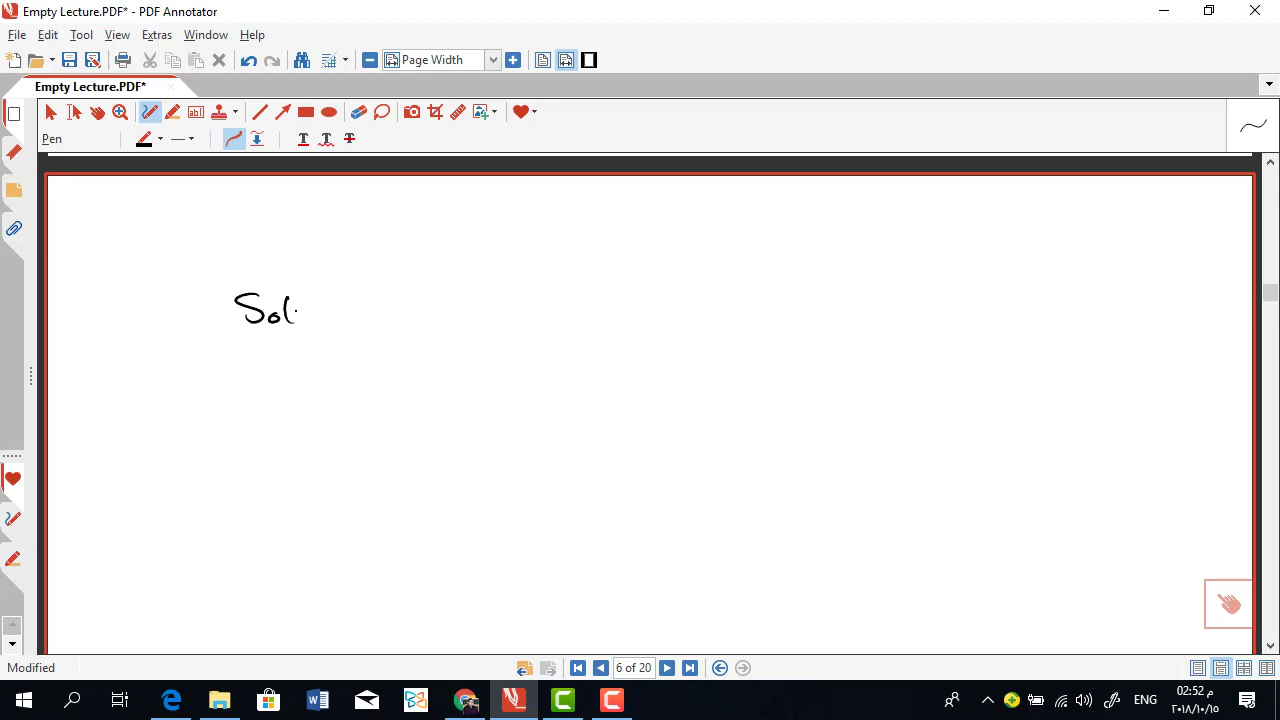 Empty Lecture.PDF* - PDF Annotator
File Edit Tool View Extras Window Help
Page Width
Empty Lecture.PDF*
Pen
Sol
Modified
6 of 20
ENG
02:52 م
٢٠١٨/١٠/١٥